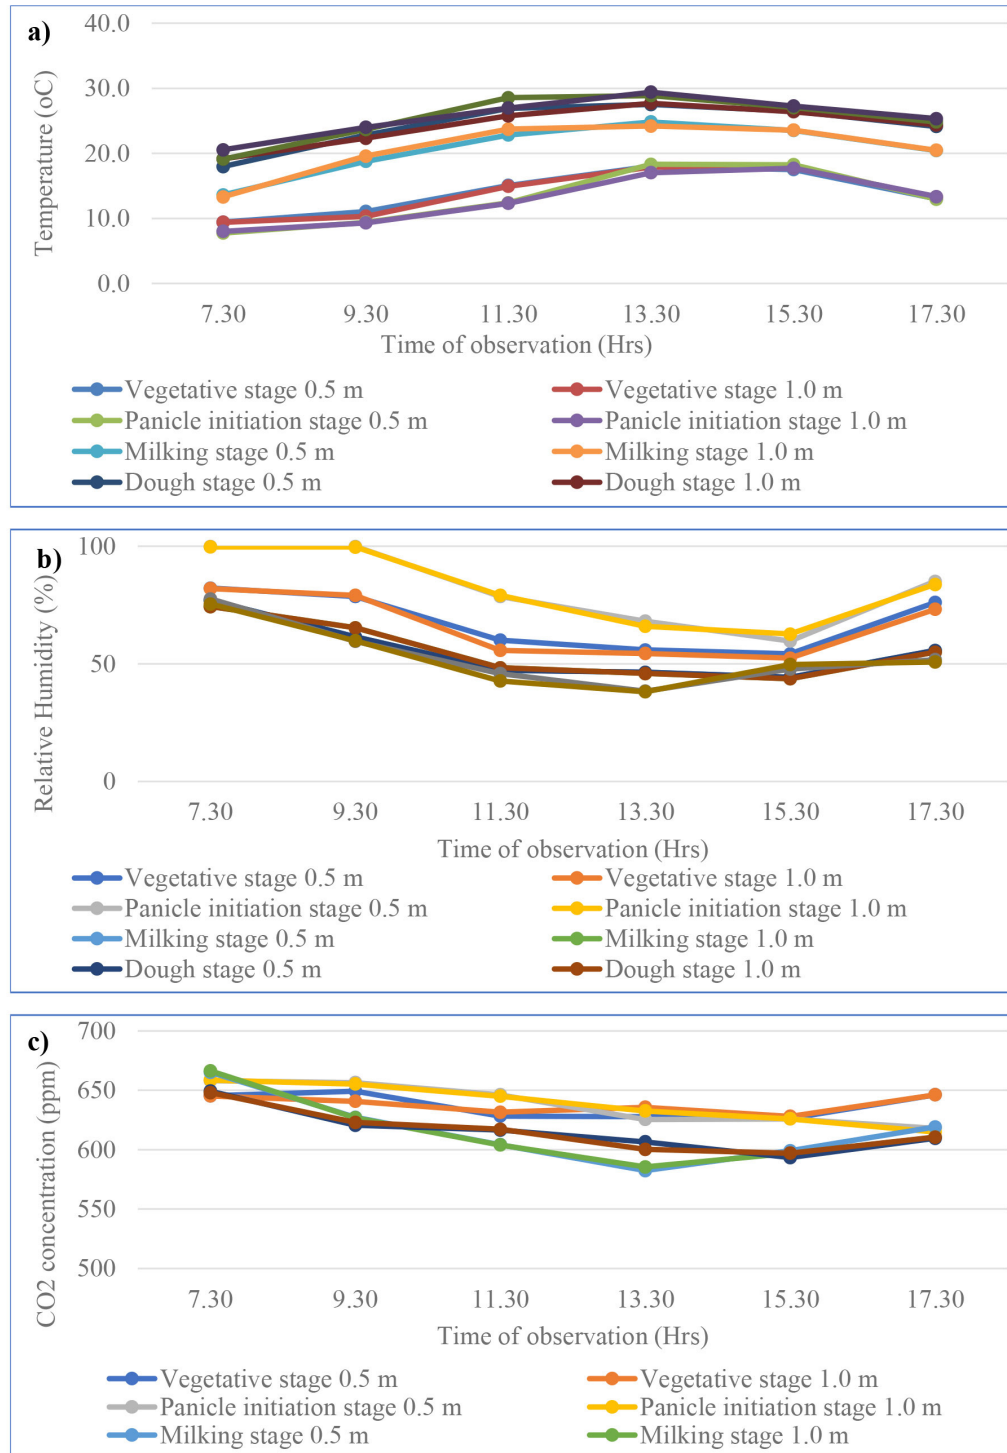 a)
Temperature (oC)
40.0
30.0
20.0
10.0
0.0
7.30 9.30 11.30 13.30 15.30 17.30
Time of observation (Hrs)
Vegetative stage 0.5 m Vegetative stage 1.0 m
Panicle initiation stage 0.5 m Panicle initiation stage 1.0 m
Milking stage 0.5 m Milking stage 1.0 m
Dough stage 0.5 m Dough stage 1.0 m
b)
Relative Humidity (%)
100
50
0
7.30 9.30 11.30 13.30 15.30 17.30
Time of observation (Hrs)
Vegetative stage 0.5 m Vegetative stage 1.0 m
Panicle initiation stage 0.5 m Panicle initiation stage 1.0 m
Milking stage 0.5 m Milking stage 1.0 m
Dough stage 0.5 m Dough stage 1.0 m
c)
CO2 concentration (ppm)
700
650
600
550
500
7.30 9.30 11.30 13.30 15.30 17.30
Time of observation (Hrs)
Vegetative stage 0.5 m Vegetative stage 1.0 m
Panicle initiation stage 0.5 m Panicle initiation stage 1.0 m
Milking stage 0.5 m Milking stage 1.0 m